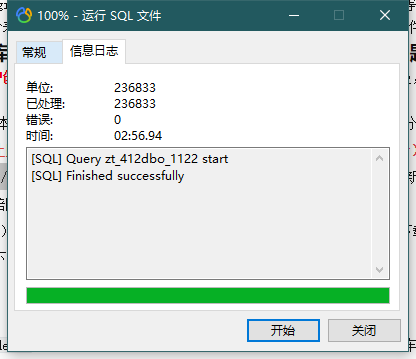 100% - 运行 SQL 文件
常规 信息日志
单位: 236833
已处理: 236833
错误: 0
时间: 02:56.94
[SQL] Query zt_412dbo_1122 start
[SQL] Finished successfully
开始 关闭